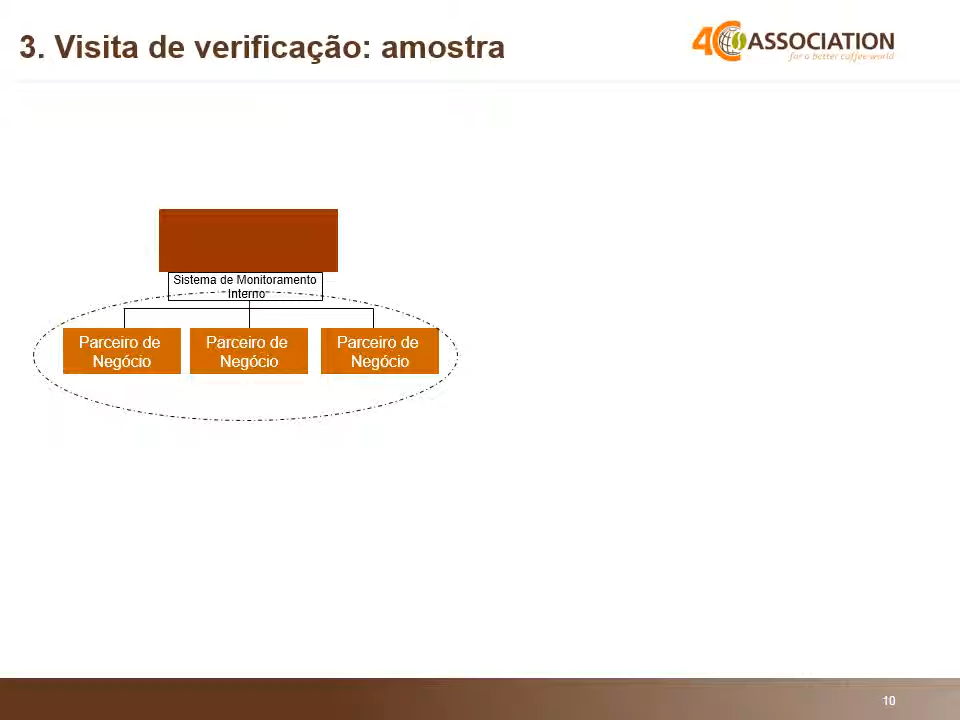 3. Visita de verificação: amostra
4C ASSOCIATION
for a better coffee world
Sistema de Monitoramento
Interno
Parceiro de
Negócio
Parceiro de
Negócio
Parceiro de
Negócio
10